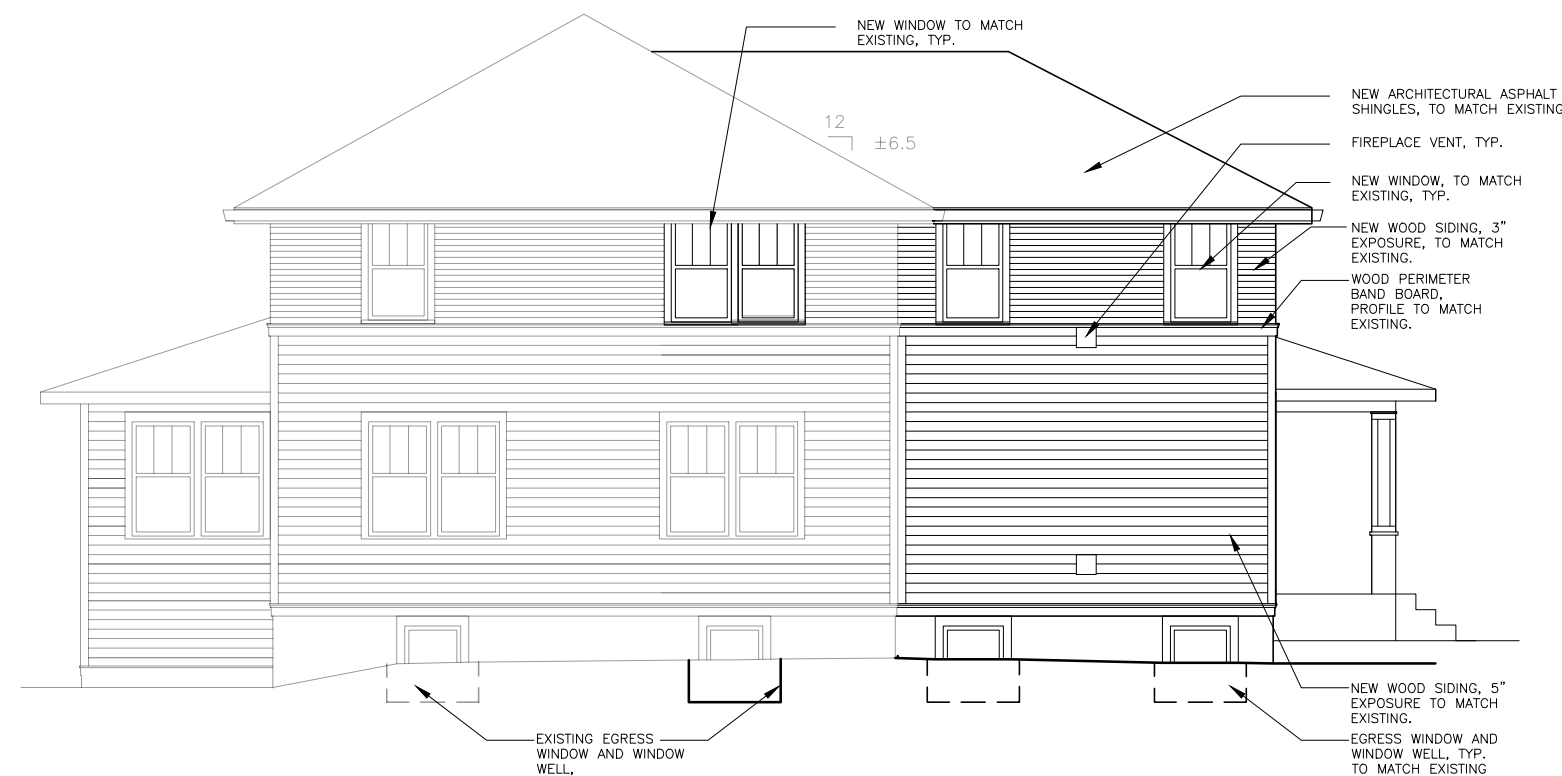 NEW WINDOW TO MATCH
EXISTING, TYP.
NEW ARCHITECTURAL ASPHALT
SHINGLES, TO MATCH EXISTING
12
±6.5
FIREPLACE VENT, TYP.
NEW WINDOW, TO MATCH
EXISTING, TYP.
NEW WOOD SIDING, 3"
EXPOSURE, TO MATCH
EXISTING.
WOOD PERIMETER
BAND BOARD,
PROFILE TO MATCH
EXISTING.
NEW WOOD SIDING, 5"
EXPOSURE TO MATCH
EXISTING.
EXISTING EGRESS
WINDOW AND WINDOW
WELL,
EGRESS WINDOW AND
WINDOW WELL, TYP.
TO MATCH EXISTING